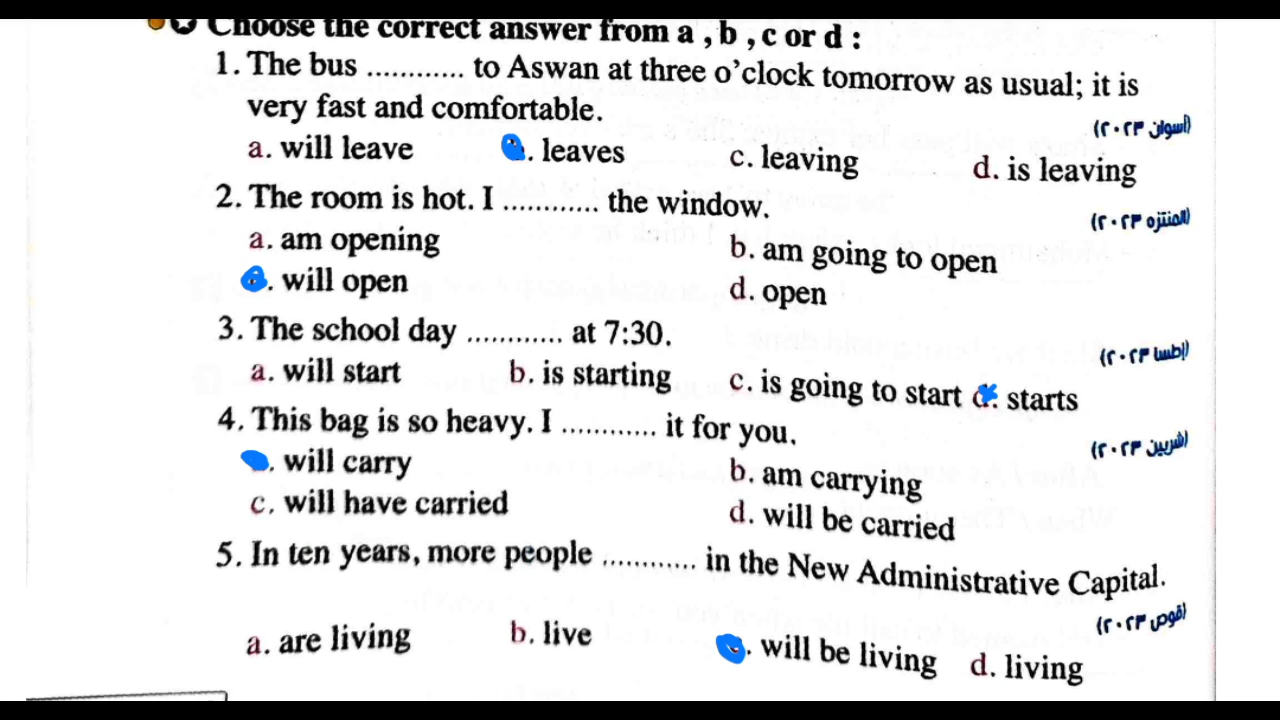 Choose the correct answer from a , b , c or d :
1. The bus ............ to Aswan at three o'clock tomorrow as usual; it is
very fast and comfortable.
(أسوان ٢٠٢٣)
a. will leave . leaves c. leaving d. is leaving
2. The room is hot. I ............ the window.
(المنتزه ٢٠٢٣)
a. am opening b. am going to open
. will open d. open
3. The school day ............ at 7:30.
(إطسا ٢٠٢٣)
a. will start b. is starting c. is going to start d. starts
4. This bag is so heavy. I ............ it for you.
(شربين ٢٠٢٣)
. will carry b. am carrying
c. will have carried d. will be carried
5. In ten years, more people ............ in the New Administrative Capital.
(قوص ٢٠٢٣)
a. are living b. live . will be living d. living